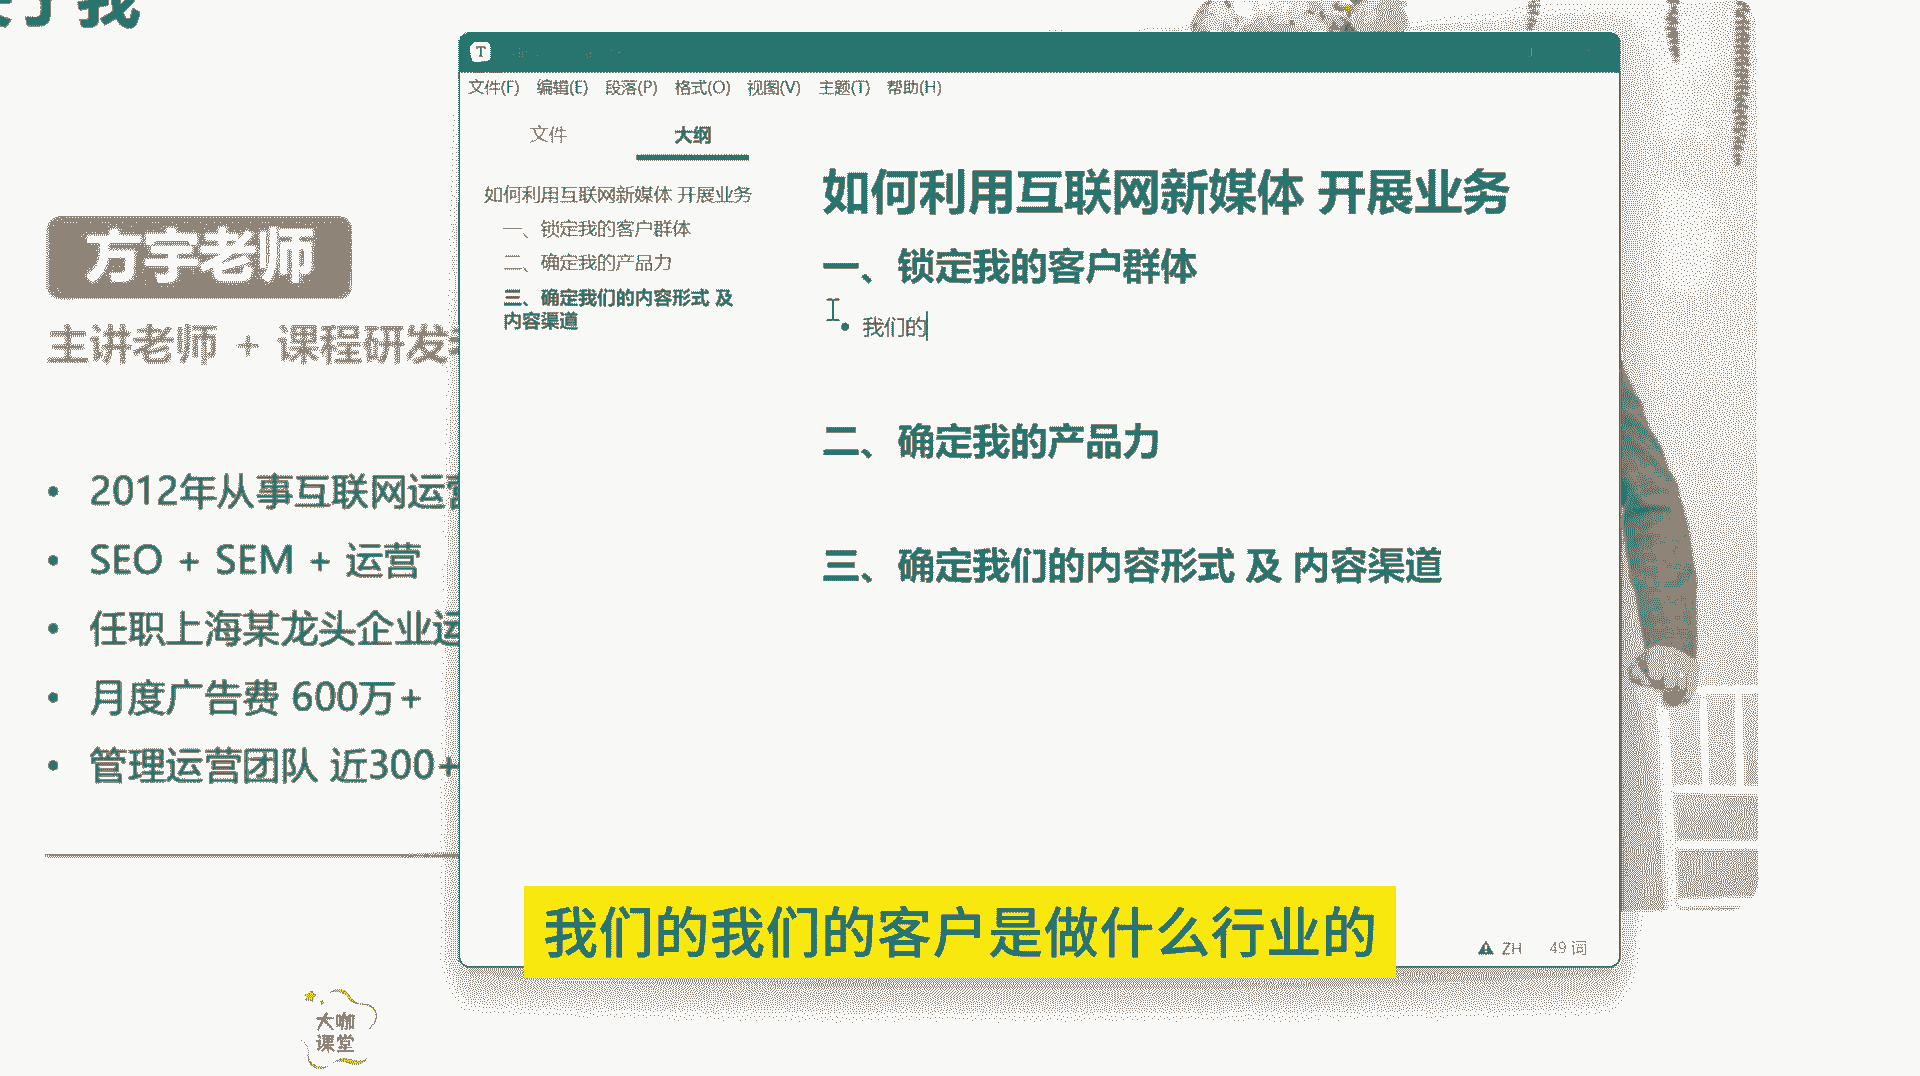 了我
方宇老师
主讲老师 + 课程研发
2012年从事互联网运营
SEO + SEM + 运营
任职上海某龙头企业运
月度广告费 600万+
管理运营团队 近300+
大咖
课堂
T
文件(F) 编辑(E) 段落(P) 格式(O) 视图(V) 主题(T) 帮助(H)
文件 大纲
如何利用互联网新媒体 开展业务
一、锁定我的客户群体
二、确定我的产品力
三、确定我们的内容形式 及
内容渠道
如何利用互联网新媒体 开展业务
一、锁定我的客户群体
• 我们的
二、确定我的产品力
三、确定我们的内容形式 及 内容渠道
ZH 49 词
我们的我们的客户是做什么行业的